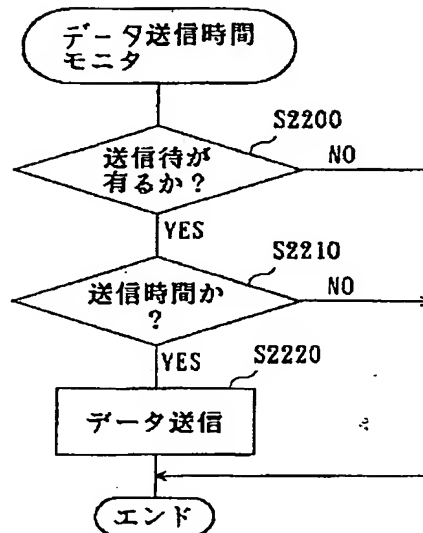 データ送信時間
モニタ
S2200
送信待が
有るか？
NO
YES
S2210
送信時間か
？
NO
YES
S2220
データ送信
エンド